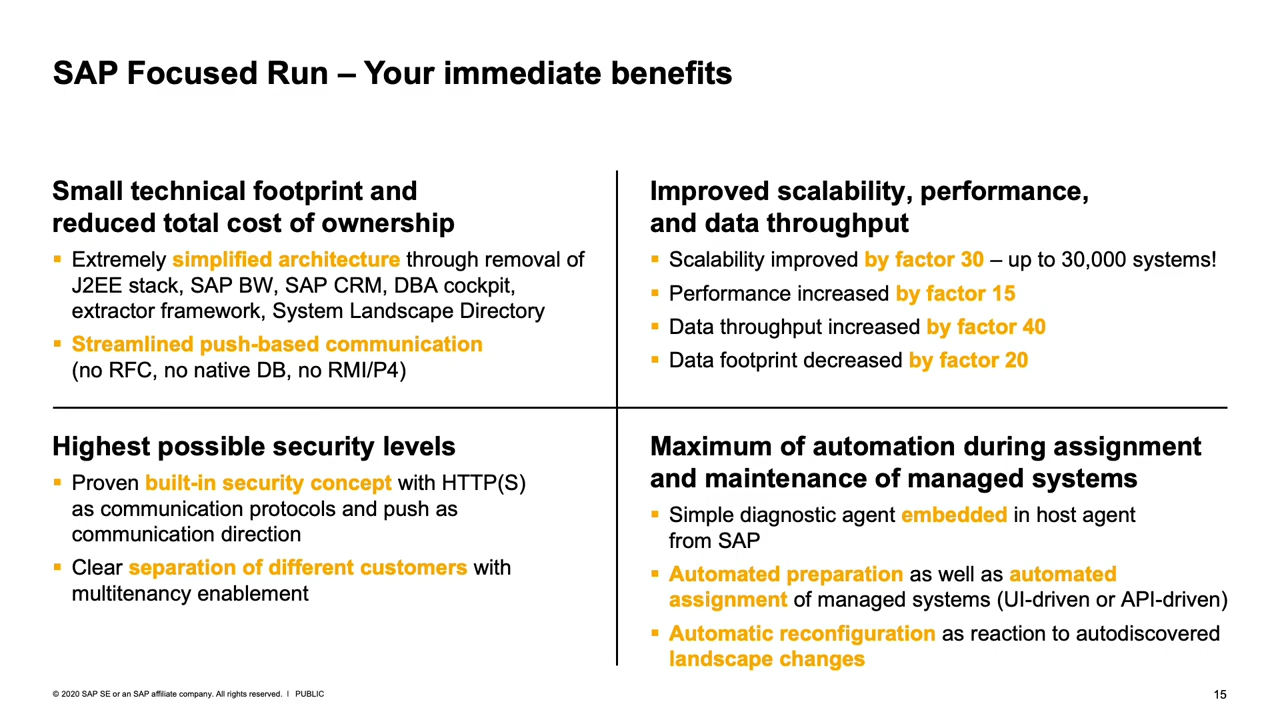 SAP Focused Run – Your immediate benefits
Small technical footprint and
reduced total cost of ownership
▪ Extremely simplified architecture through removal of
J2EE stack, SAP BW, SAP CRM, DBA cockpit,
extractor framework, System Landscape Directory
▪ Streamlined push-based communication
(no RFC, no native DB, no RMI/P4)
Improved scalability, performance,
and data throughput
▪ Scalability improved by factor 30 – up to 30,000 systems!
▪ Performance increased by factor 15
▪ Data throughput increased by factor 40
▪ Data footprint decreased by factor 20
Highest possible security levels
▪ Proven built-in security concept with HTTP(S)
as communication protocols and push as
communication direction
▪ Clear separation of different customers with
multitenancy enablement
Maximum of automation during assignment
and maintenance of managed systems
▪ Simple diagnostic agent embedded in host agent
from SAP
▪ Automated preparation as well as automated
assignment of managed systems (UI-driven or API-driven)
▪ Automatic reconfiguration as reaction to autodiscovered
landscape changes
© 2020 SAP SE or an SAP affiliate company. All rights reserved. | PUBLIC
15